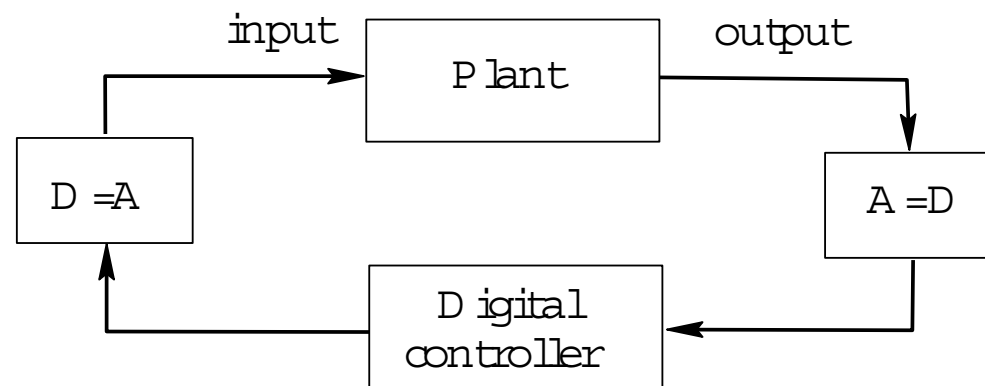 input
Plant
output
D=A
A=D
Digital
controller